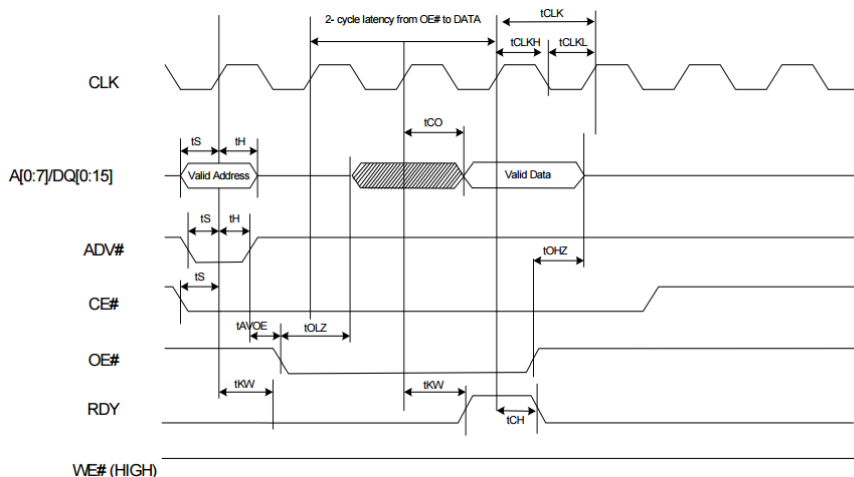 2- cycle latency from OE# to DATA
tCLK
tCLKH
tCLKL
CLK
tCO
tS
tH
A[0:7]/DQ[0:15]
Valid Address
Valid Data
tS
tH
ADV#
tOHZ
tS
CE#
tAVOE
tOLZ
OE#
tKW
tKW
RDY
tCH
WE# (HIGH)